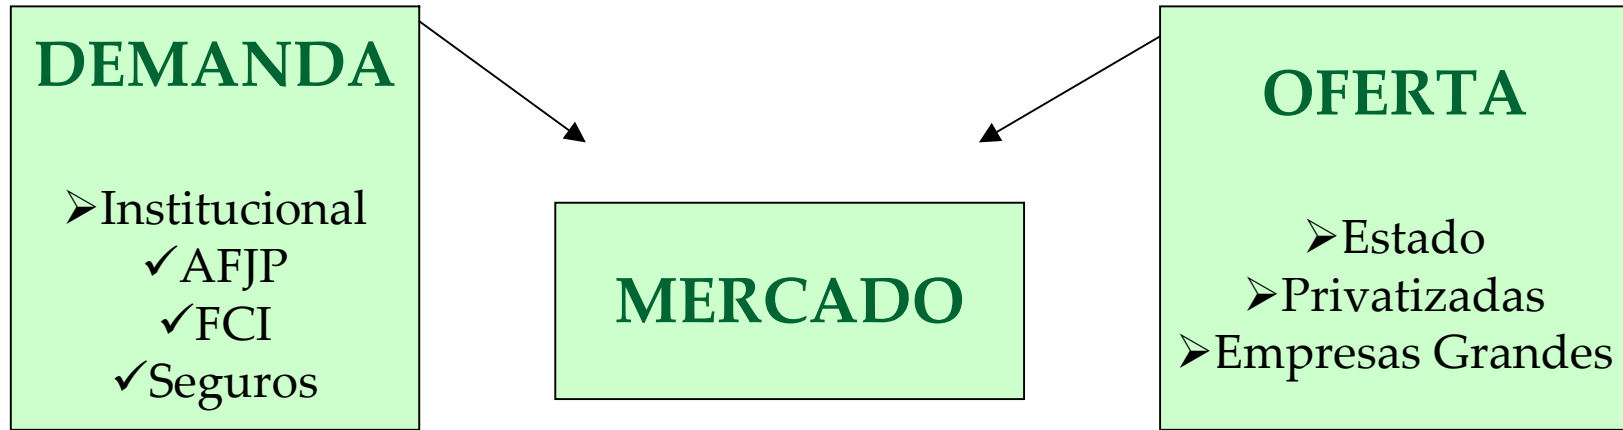 DEMANDA
➢Institucional
✓AFJP
✓FCI
✓Seguros
MERCADO
OFERTA
➢Estado
➢Privatizadas
➢Empresas Grandes